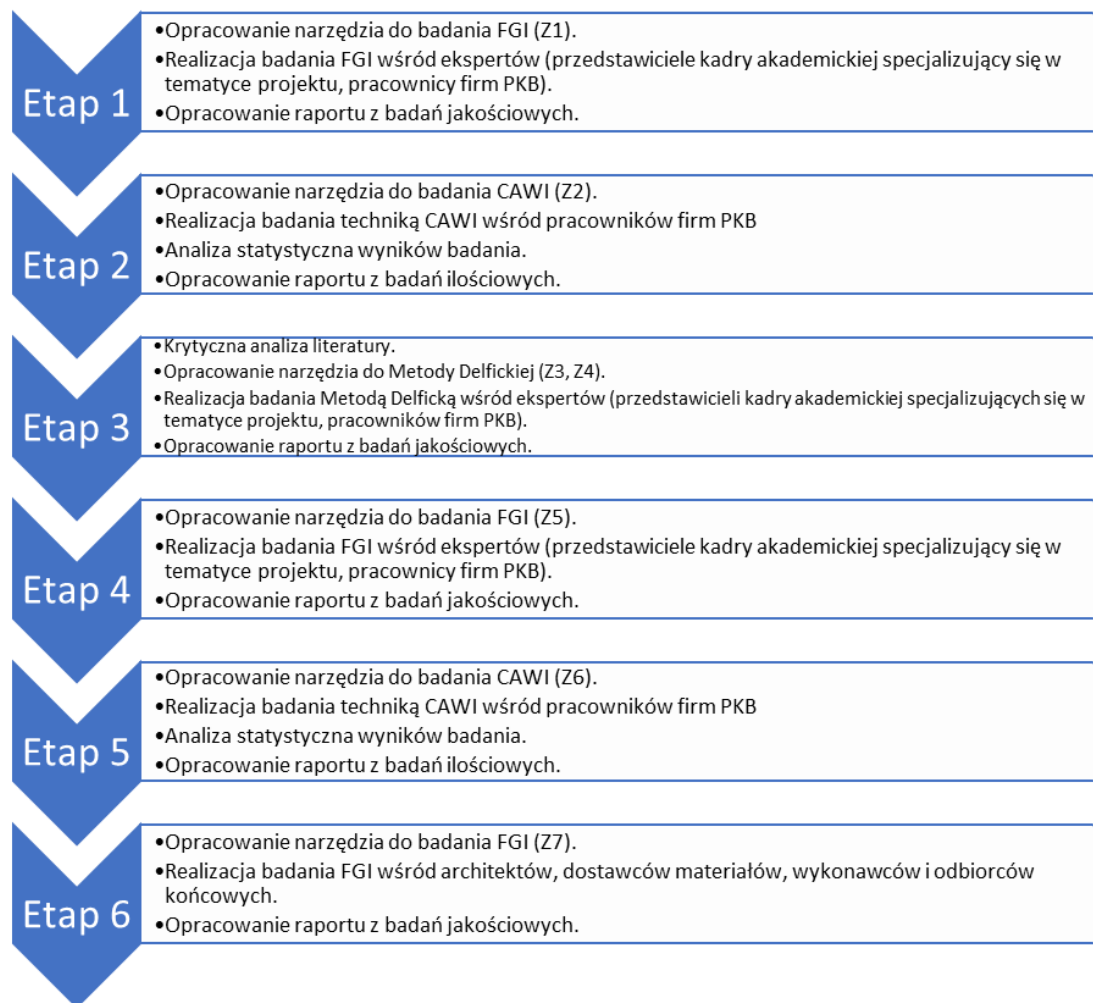 Etap 1
•Opracowanie narzędzia do badania FGI (Z1).
•Realizacja badania FGI wśród ekspertów (przedstawiciele kadry akademickiej specjalizujący się w
tematyce projektu, pracownicy firm PKB).
•Opracowanie raportu z badań jakościowych.
Etap 2
•Opracowanie narzędzia do badania CAWI (Z2).
•Realizacja badania techniką CAWI wśród pracowników firm PKB
•Analiza statystyczna wyników badania.
•Opracowanie raportu z badań ilościowych.
Etap 3
•Krytyczna analiza literatury.
•Opracowanie narzędzia do Metody Delfickiej (Z3, Z4).
•Realizacja badania Metodą Delficką wśród ekspertów (przedstawicieli kadry akademickiej specjalizujących się w
tematyce projektu, pracowników firm PKB).
•Opracowanie raportu z badań jakościowych.
Etap 4
•Opracowanie narzędzia do badania FGI (Z5).
•Realizacja badania FGI wśród ekspertów (przedstawiciele kadry akademickiej specjalizujący się w
tematyce projektu, pracownicy firm PKB).
•Opracowanie raportu z badań jakościowych.
Etap 5
•Opracowanie narzędzia do badania CAWI (Z6).
•Realizacja badania techniką CAWI wśród pracowników firm PKB
•Analiza statystyczna wyników badania.
•Opracowanie raportu z badań ilościowych.
Etap 6
•Opracowanie narzędzia do badania FGI (Z7).
•Realizacja badania FGI wśród architektów, dostawców materiałów, wykonawców i odbiorców
końcowych.
•Opracowanie raportu z badań jakościowych.